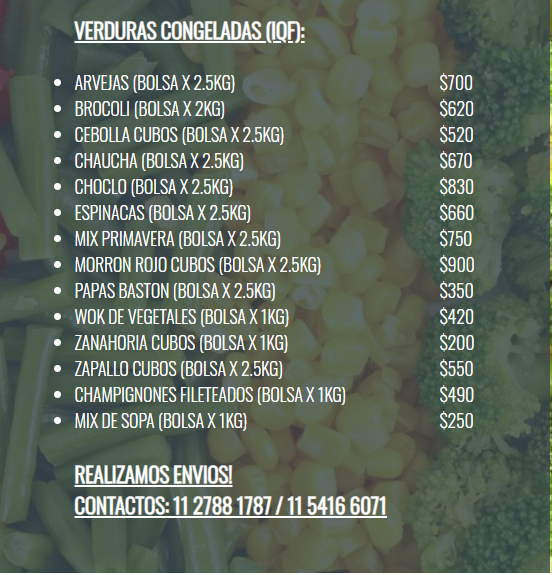 VERDURAS CONGELADAS (IQF):
• ARVEJAS (BOLSA X 2.5KG) $700
• BROCOLI (BOLSA X 2KG) $620
• CEBOLLA CUBOS (BOLSA X 2.5KG) $520
• CHAUCHA (BOLSA X 2.5KG) $670
• CHOCLO (BOLSA X 2.5KG) $830
• ESPINACAS (BOLSA X 2.5KG) $660
• MIX PRIMAVERA (BOLSA X 2.5KG) $750
• MORRON ROJO CUBOS (BOLSA X 2.5KG) $900
• PAPAS BASTON (BOLSA X 2.5KG) $350
• WOK DE VEGETALES (BOLSA X 1KG) $420
• ZANAHORIA CUBOS (BOLSA X 1KG) $200
• ZAPALLO CUBOS (BOLSA X 2.5KG) $550
• CHAMPIGNONES FILETEADOS (BOLSA X 1KG) $490
• MIX DE SOPA (BOLSA X 1KG) $250
REALIZAMOS ENVIOS!
CONTACTOS: 11 2788 1787 / 11 5416 6071